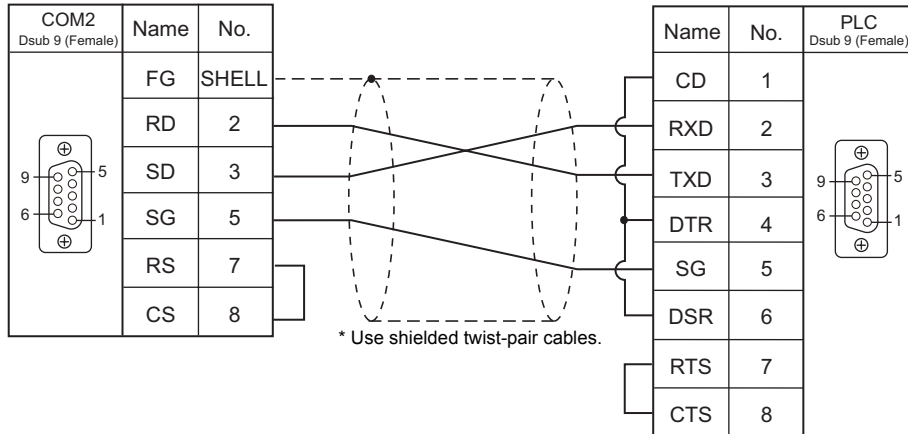 COM2
Dsub 9 (Female)
Name No.
FG SHELL
RD 2
SD 3
SG 5
RS 7
CS 8
9
5
6
1
* Use shielded twist-pair cables.
Name No.
PLC
Dsub 9 (Female)
CD 1
RXD 2
TXD 3
DTR 4
SG 5
DSR 6
RTS 7
CTS 8
9
5
6
1